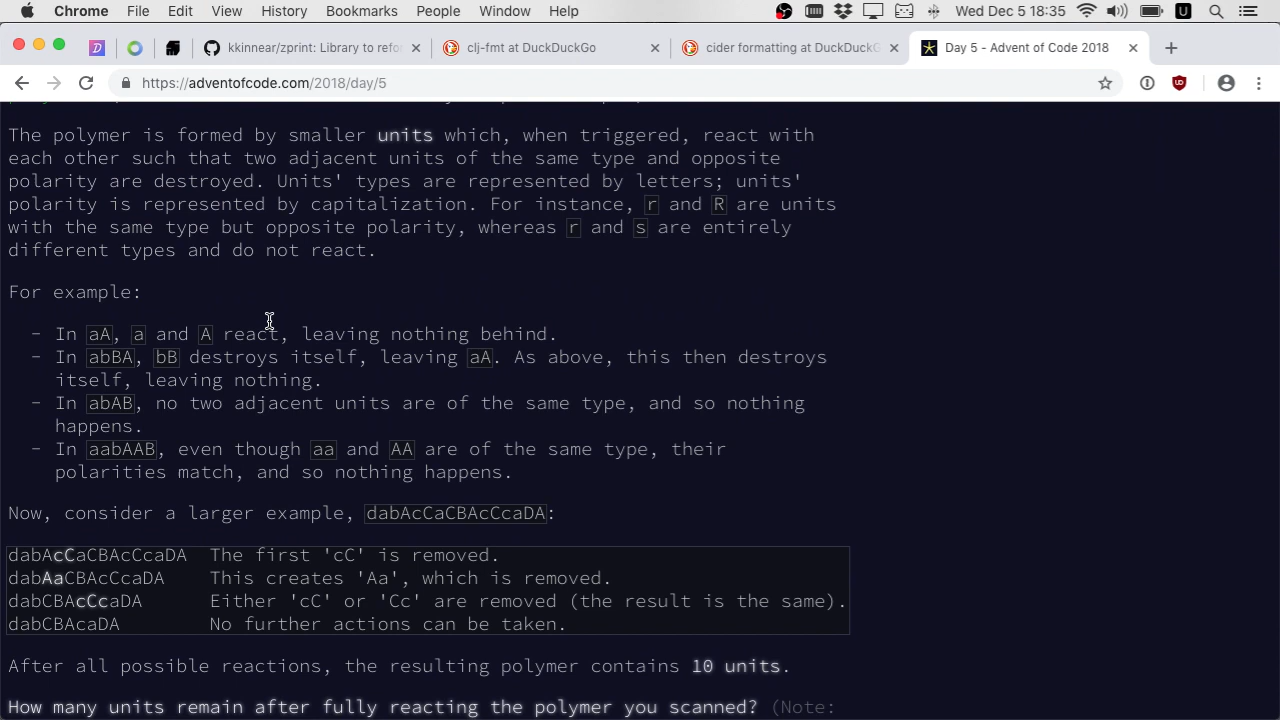 Chrome File Edit View History Bookmarks People Window Help Wed Dec 5 18:35
kkinnear/zprint: Library to refo clj-fmt at DuckDuckGo cider formatting at DuckDuckG Day 5 - Advent of Code 2018
https://adventofcode.com/2018/day/5
The polymer is formed by smaller units which, when triggered, react with
each other such that two adjacent units of the same type and opposite
polarity are destroyed. Units' types are represented by letters; units'
polarity is represented by capitalization. For instance, r and R are units
with the same type but opposite polarity, whereas r and s are entirely
different types and do not react.
For example:
- In aA, a and A react, leaving nothing behind.
- In abBA, bB destroys itself, leaving aA. As above, this then destroys
itself, leaving nothing.
- In abAB, no two adjacent units are of the same type, and so nothing
happens.
- In aabAAB, even though aa and AA are of the same type, their
polarities match, and so nothing happens.
Now, consider a larger example, dabAcCaCBAcCcaDA:
dabAcCaCBAcCcaDA The first 'cC' is removed.
dabAaCBAcCcaDA This creates 'Aa', which is removed.
dabCBAcCcaDA Either 'cC' or 'Cc' are removed (the result is the same).
dabCBAcaDA No further actions can be taken.
After all possible reactions, the resulting polymer contains 10 units.
How many units remain after fully reacting the polymer you scanned? (Note: